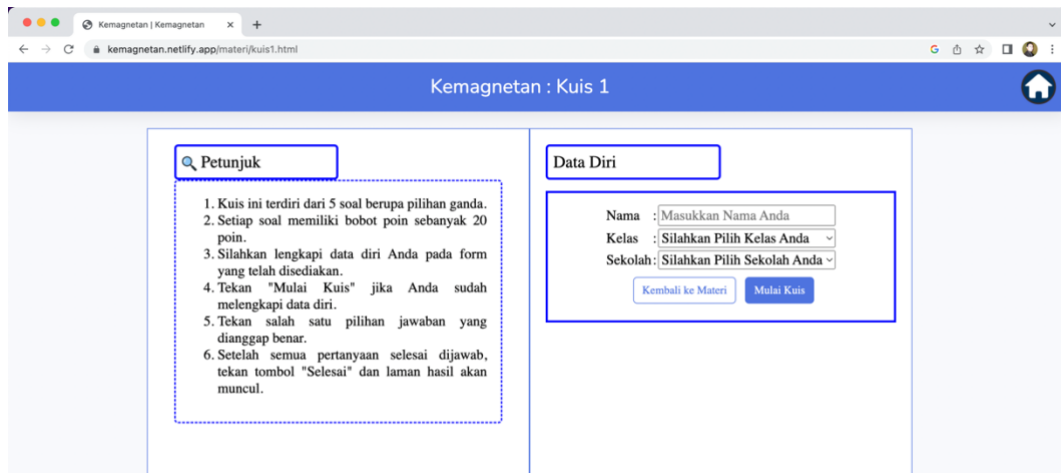 Kemagnetan | Kemagnetan
kemagnetan.netlify.app/materi/kuis1.html
Kemagnetan : Kuis 1
Petunjuk
1. Kuis ini terdiri dari 5 soal berupa pilihan ganda.
2. Setiap soal memiliki bobot poin sebanyak 20
poin.
3. Silahkan lengkapi data diri Anda pada form
yang telah disediakan.
4. Tekan "Mulai Kuis" jika Anda sudah
melengkapi data diri.
5. Tekan salah satu pilihan jawaban yang
dianggap benar.
6. Setelah semua pertanyaan selesai dijawab,
tekan tombol "Selesai" dan laman hasil akan
muncul.
Data Diri
Nama : Masukkan Nama Anda
Kelas : Silahkan Pilih Kelas Anda
Sekolah : Silahkan Pilih Sekolah Anda
Kembali ke Materi Mulai Kuis